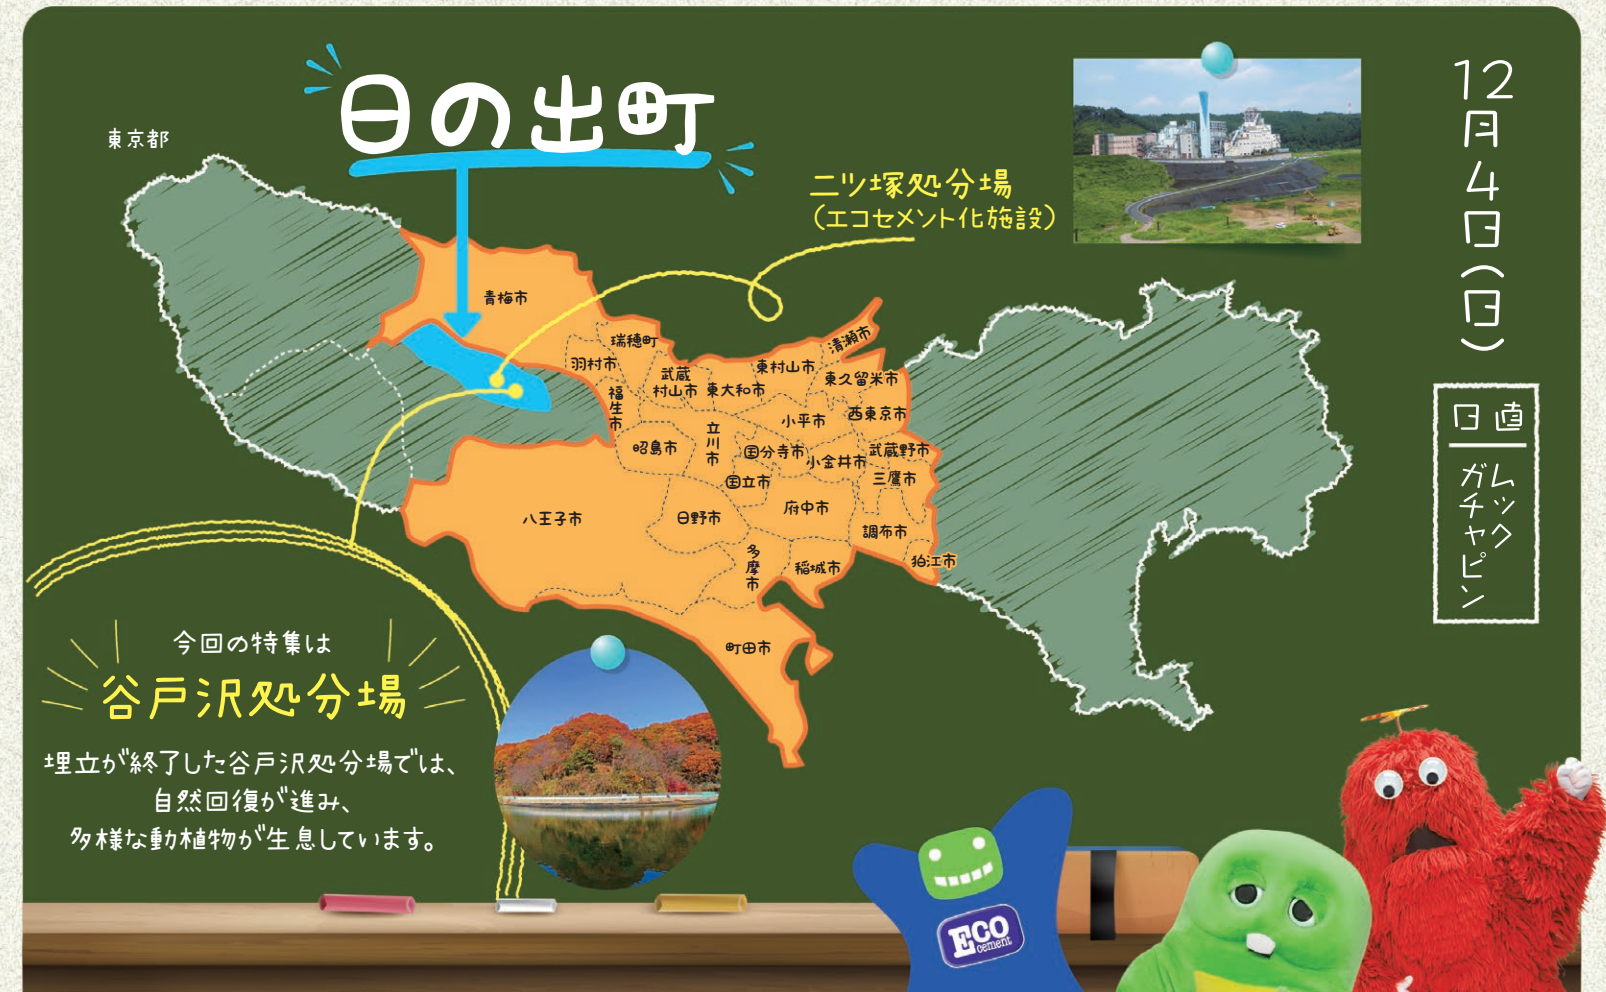 東京都
日の出町
二ツ塚処分場
（エコセメント化施設）
12月4日（日）
日直
ムック
ガチャピン
青梅市
瑞穂町
羽村市
福生市
武蔵
村山市
東大和市
東村山市
清瀬市
東久留米市
西東京市
小平市
立川市
昭島市
国分寺市
小金井市
武蔵野市
三鷹市
国立市
府中市
調布市
狛江市
八王子市
日野市
多摩市
稲城市
町田市
今回の特集は
谷戸沢処分場
埋立が終了した谷戸沢処分場では、
自然回復が進み、
多様な動植物が生息しています。
ECO
cement